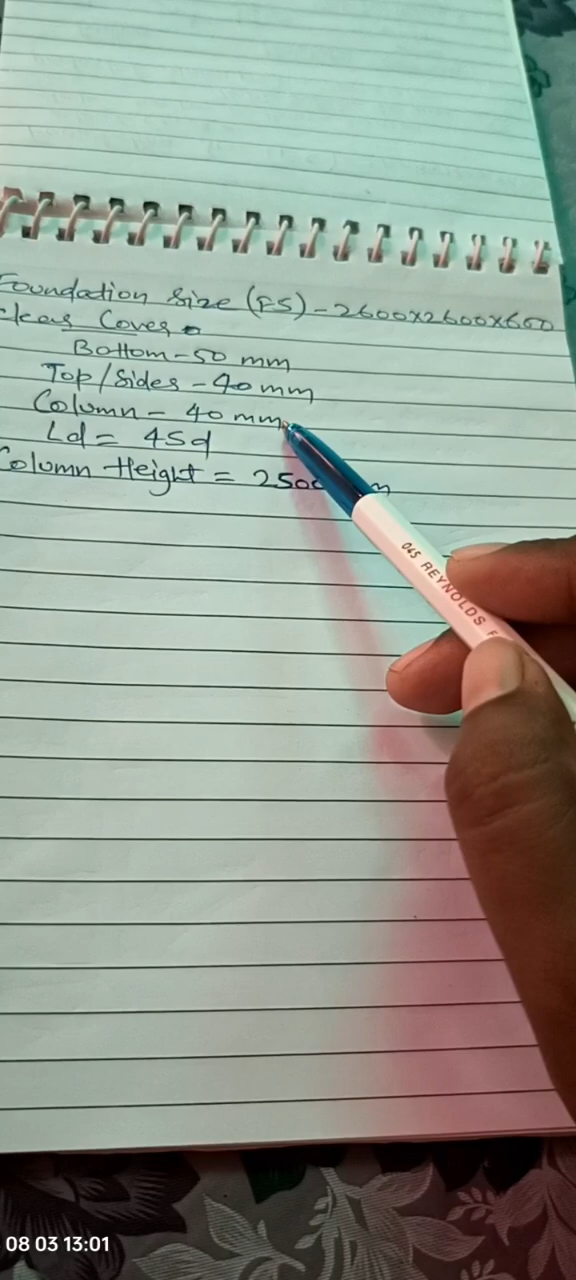 Foundation Size (FS) - 2600x2600x600
Clear Cover
Bottom - 50 mm
Top/Sides - 40 mm
Column - 40 mm
Ld = 45d
Column Height =
045 REYNOLDS
08 03 13:01